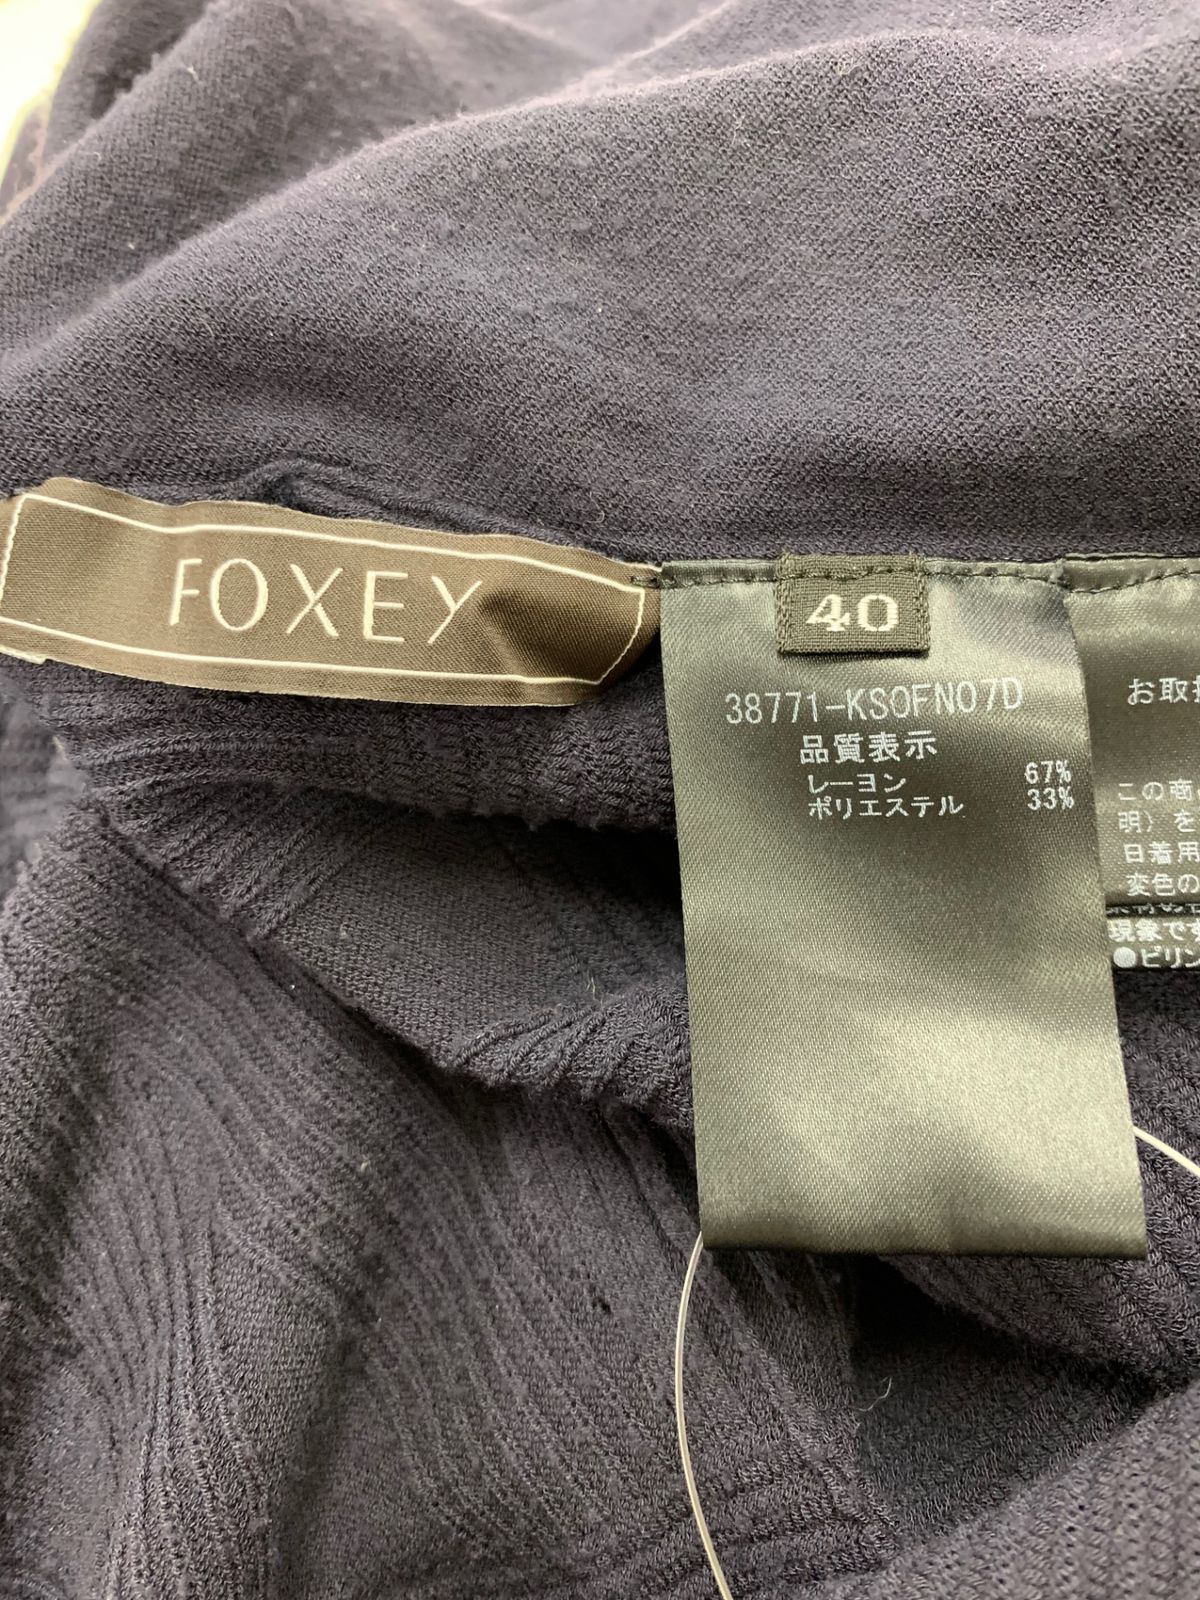 FOXEY
40
38771-KSOFN07D
品質表示
レーヨン 67%
ポリエステル 33%
お取
この商
明）を
日着用
変色の
現象です
●ピリン